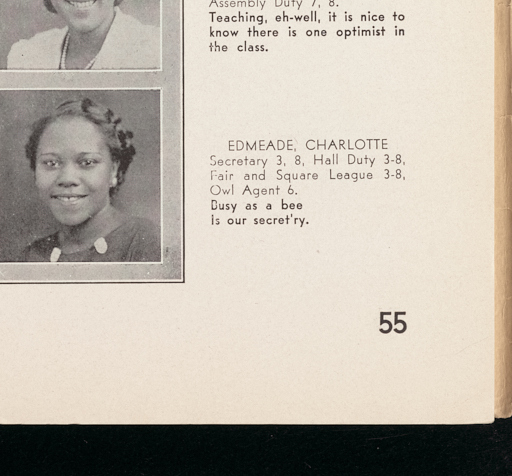 Assembly Duty 7, 8.
Teaching, eh-well, it is nice to
know there is one optimist in
the class.
EDMEADE, CHARLOTTE
Secretary 3, 8, Hall Duty 3-8,
Fair and Square League 3-8,
Owl Agent 6.
Busy as a bee
Is our secret'ry.
55